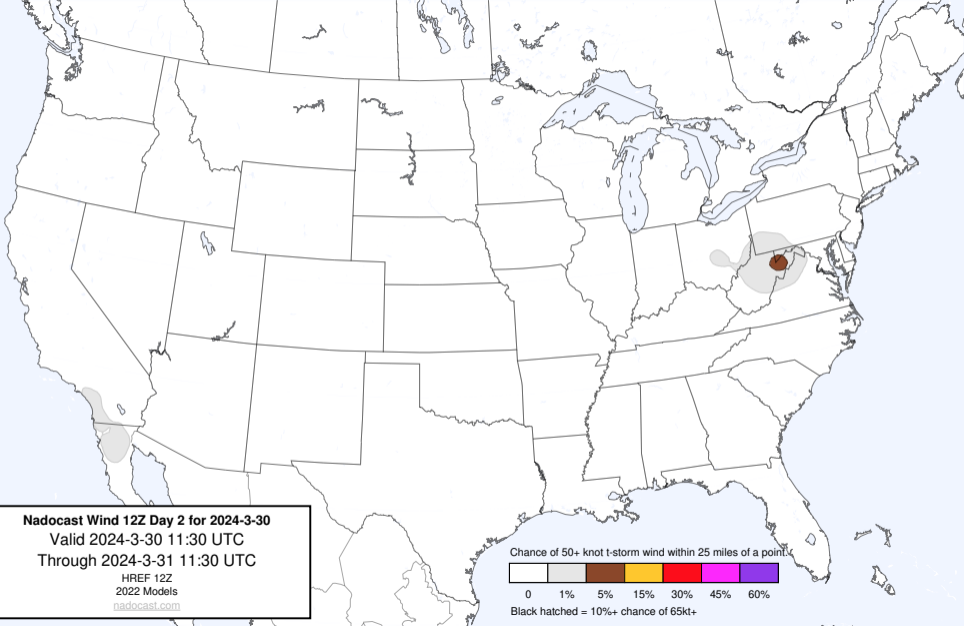 Nadocast Wind 12Z Day 2 for 2024-3-30
Valid 2024-3-30 11:30 UTC
Through 2024-3-31 11:30 UTC
HREF 12Z
2022 Models
nadocast.com
Chance of 50+ knot t-storm wind within 25 miles of a point.
0 1% 5% 15% 30% 45% 60%
Black hatched = 10%+ chance of 65kt+